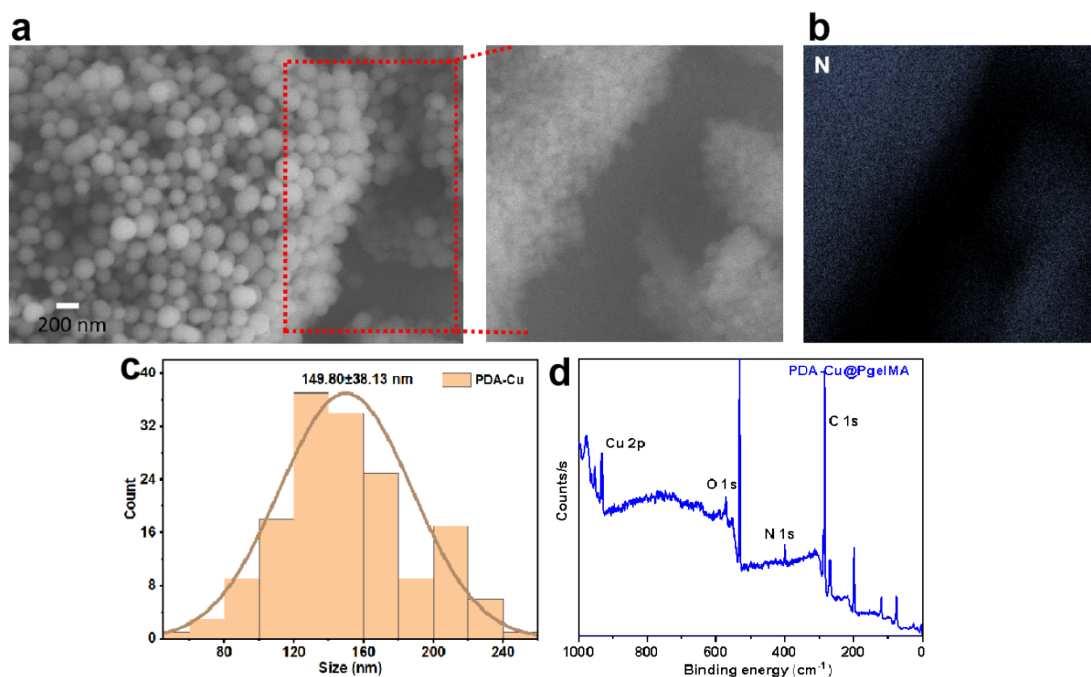 a
b
N
200 nm
c
40
32
24
16
8
0
Count
149.80±38.13 nm
PDA-Cu
80
120
160
200
240
Size (nm)
d
PDA-Cu@PgelMA
C 1s
Cu 2p
O 1s
N 1s
Counts/s
1000
800
600
400
200
0
Binding energy (cm⁻¹)